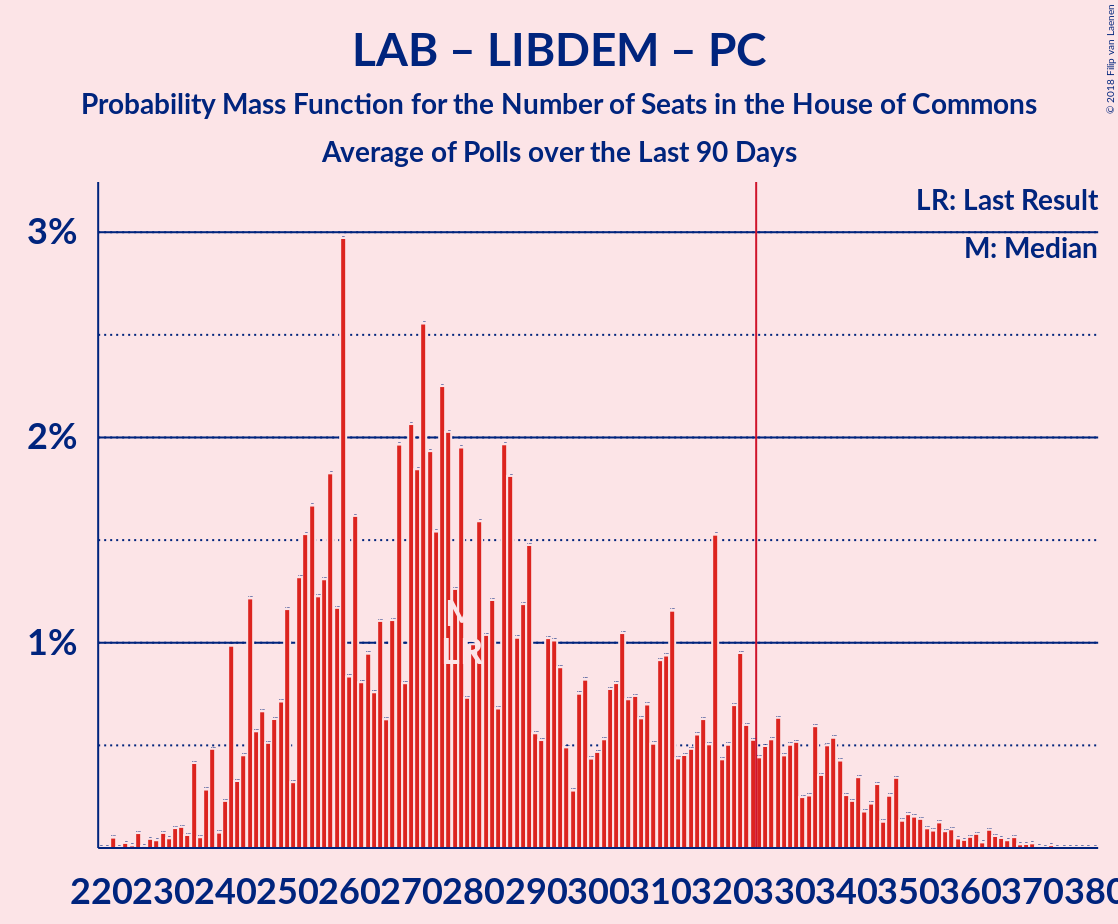 LAB – LIBDEM – PC
Probability Mass Function for the Number of Seats in the House of Commons
Average of Polls over the Last 90 Days
© 2018 Filip van Laenen
LR: Last Result
M: Median
3%
2%
1%
M
LR
220 230 240 250 260 270 280 290 300 310 320 330 340 350 360 370 380